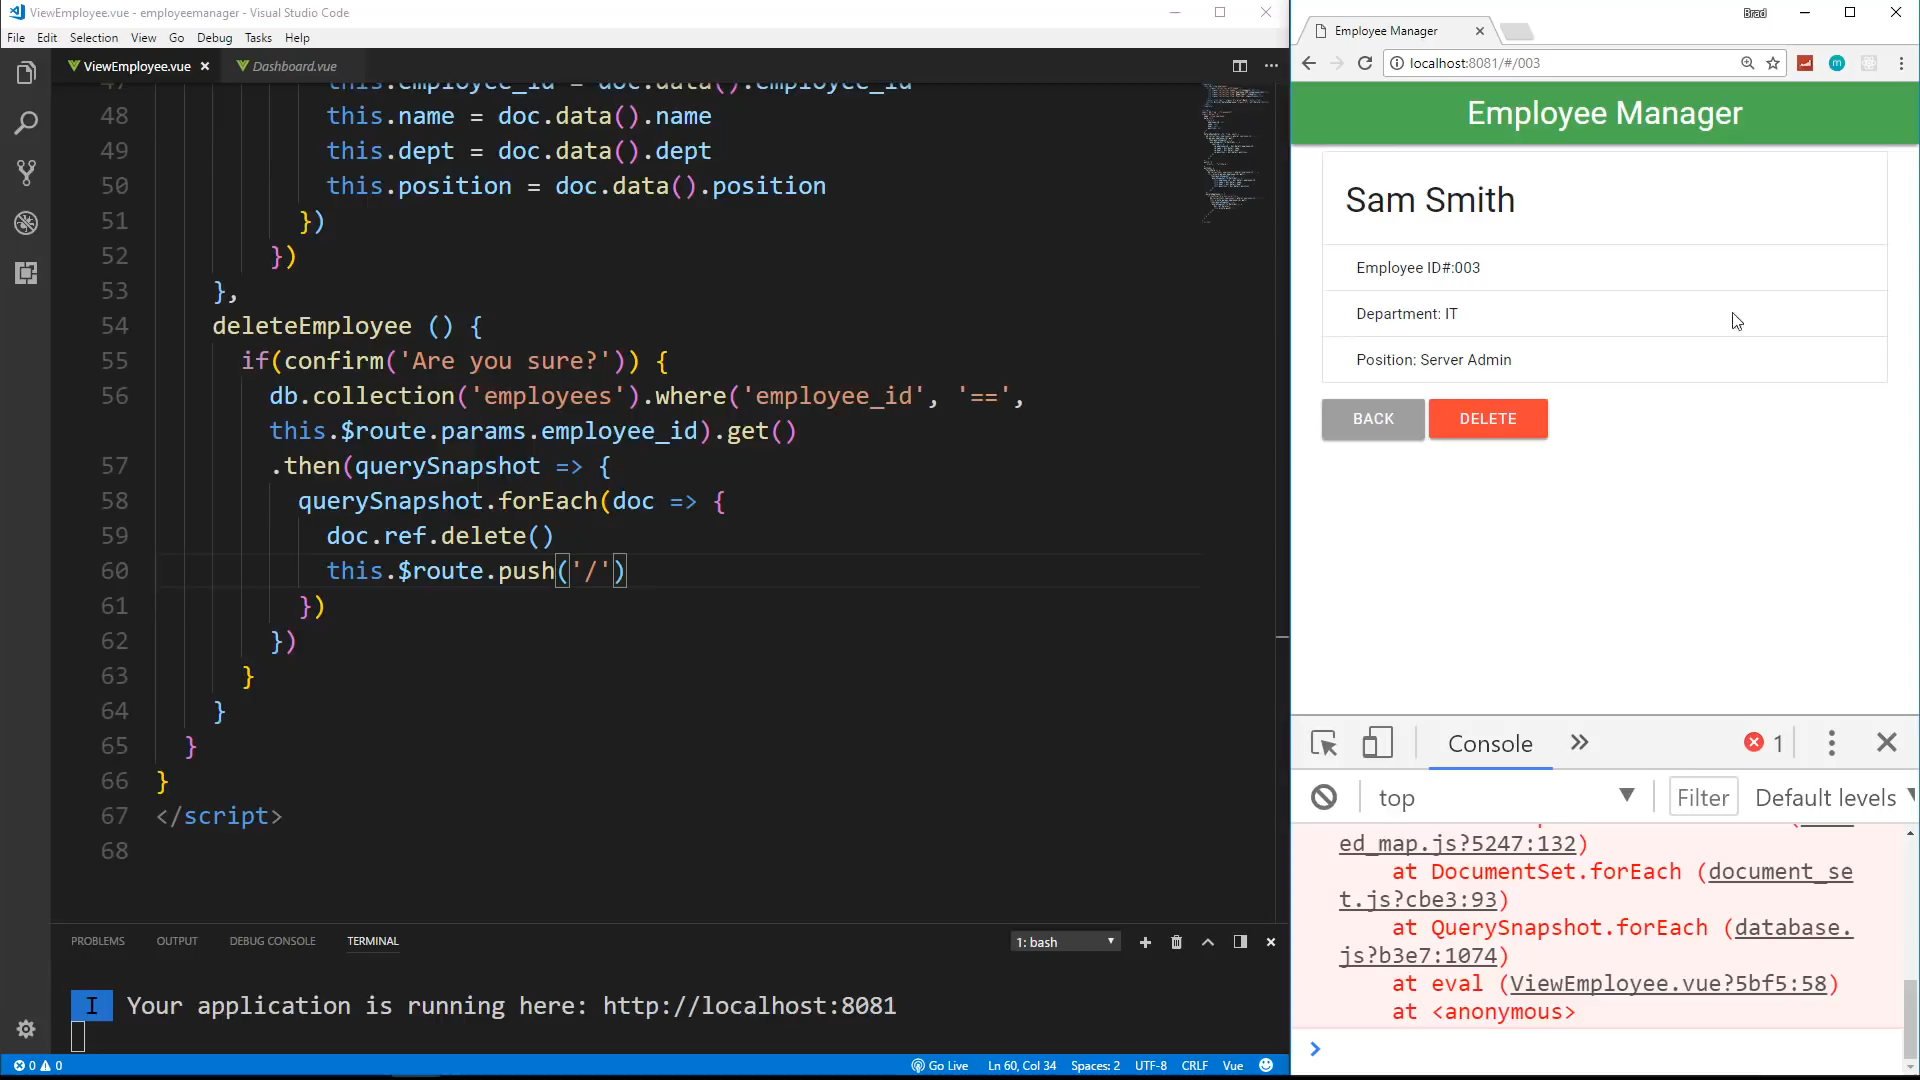 ViewEmployee.vue - employeemanager - Visual Studio Code
File Edit Selection View Go Debug Tasks Help
ViewEmployee.vue Dashboard.vue
47 this.employee_id = doc.data().employee_id
48 this.name = doc.data().name
49 this.dept = doc.data().dept
50 this.position = doc.data().position
51 })
52 })
53 },
54 deleteEmployee () {
55 if(confirm('Are you sure?')) {
56 db.collection('employees').where('employee_id', '==',
this.$route.params.employee_id).get()
57 .then(querySnapshot => {
58 querySnapshot.forEach(doc => {
59 doc.ref.delete()
60 this.$route.push('/')
61 })
62 })
63 }
64 }
65 }
66 }
67 </script>
68
PROBLEMS OUTPUT DEBUG CONSOLE TERMINAL 1: bash
I Your application is running here: http://localhost:8081
0 0 Go Live Ln 60, Col 34 Spaces: 2 UTF-8 CRLF Vue
Brad
Employee Manager
localhost:8081/#/003
Employee Manager
Sam Smith
Employee ID#:003
Department: IT
Position: Server Admin
BACK DELETE
Console 1
top Filter Default levels
ed_map.js?5247:132)
at DocumentSet.forEach (document_se
t.js?cbe3:93)
at QuerySnapshot.forEach (database.
js?b3e7:1074)
at eval (ViewEmployee.vue?5bf5:58)
at <anonymous>